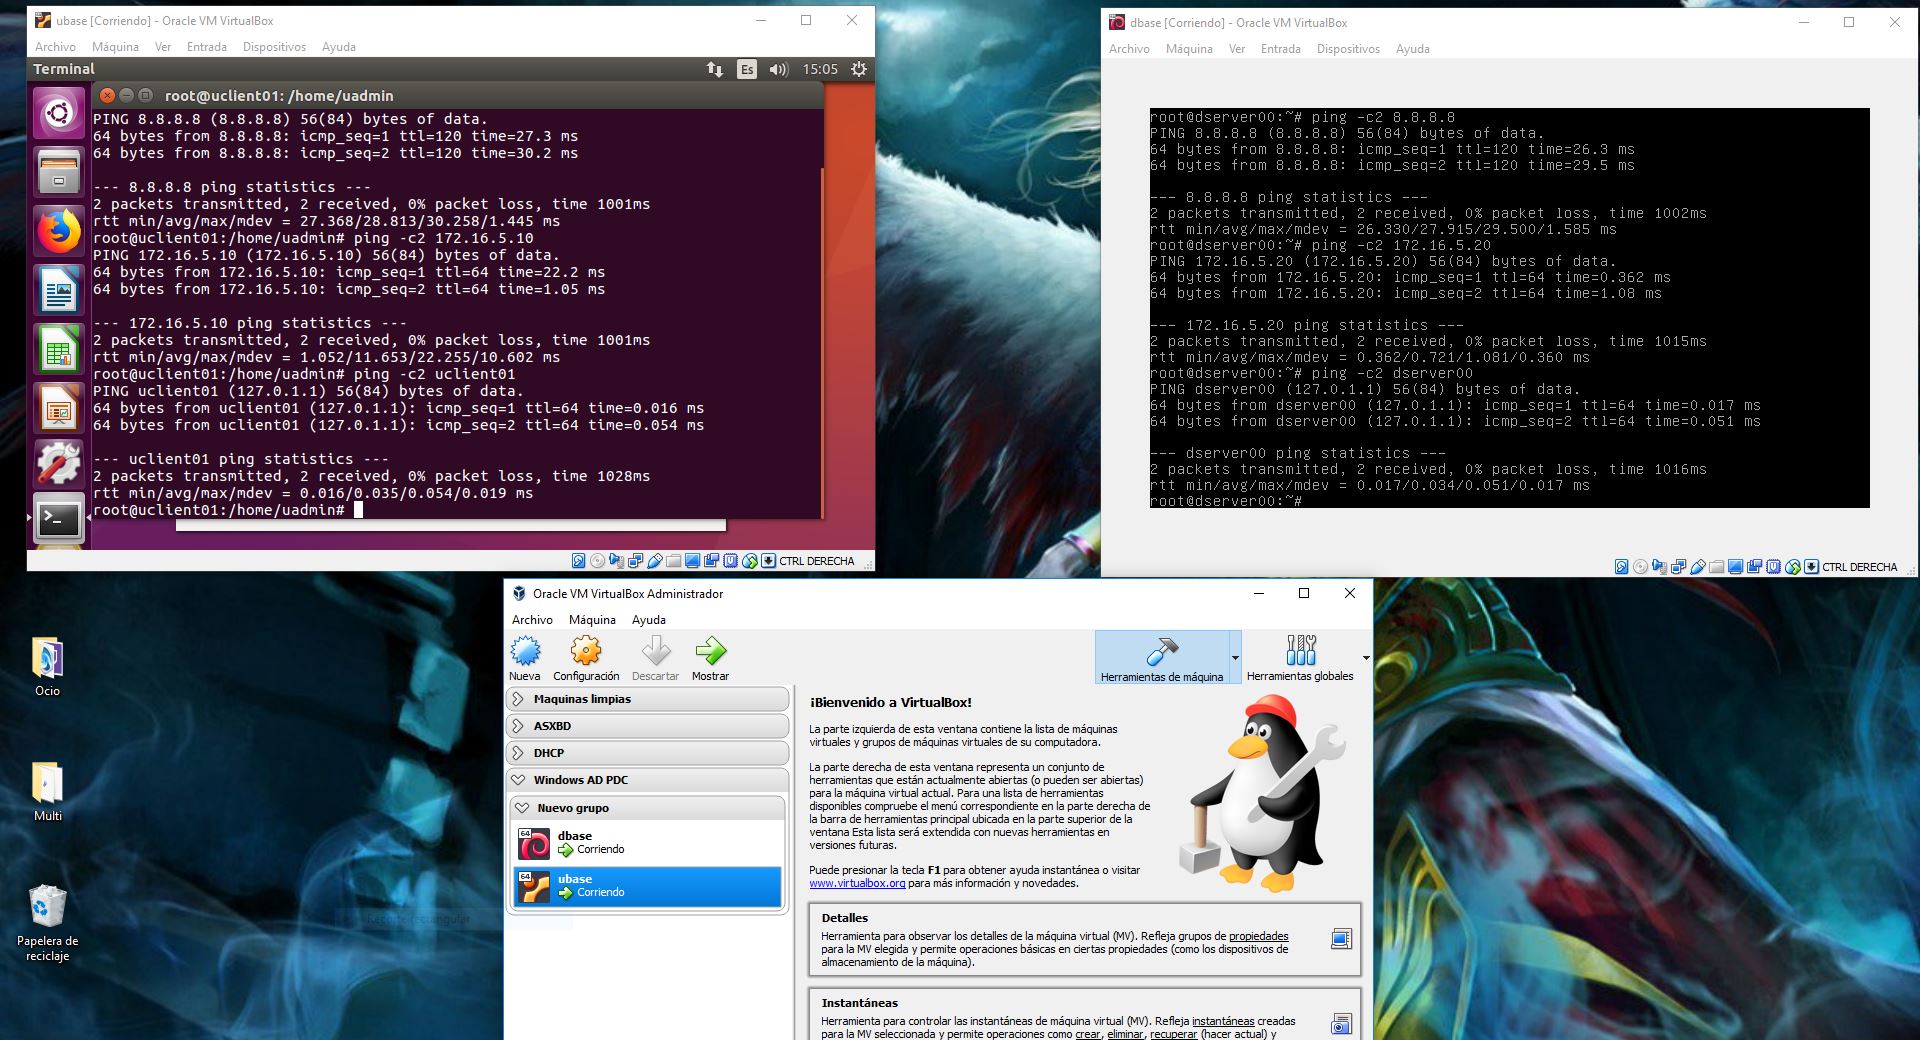 ubase [Corriendo] - Oracle VM VirtualBox
Archivo Máquina Ver Entrada Dispositivos Ayuda
Terminal
Es
15:05
root@uclient01: /home/uadmin
PING 8.8.8.8 (8.8.8.8) 56(84) bytes of data.
64 bytes from 8.8.8.8: icmp_seq=1 ttl=120 time=27.3 ms
64 bytes from 8.8.8.8: icmp_seq=2 ttl=120 time=30.2 ms
--- 8.8.8.8 ping statistics ---
2 packets transmitted, 2 received, 0% packet loss, time 1001ms
rtt min/avg/max/mdev = 27.368/28.813/30.258/1.445 ms
root@uclient01:/home/uadmin# ping -c2 172.16.5.10
PING 172.16.5.10 (172.16.5.10) 56(84) bytes of data.
64 bytes from 172.16.5.10: icmp_seq=1 ttl=64 time=22.2 ms
64 bytes from 172.16.5.10: icmp_seq=2 ttl=64 time=1.05 ms
--- 172.16.5.10 ping statistics ---
2 packets transmitted, 2 received, 0% packet loss, time 1001ms
rtt min/avg/max/mdev = 1.052/11.653/22.255/10.602 ms
root@uclient01:/home/uadmin# ping -c2 uclient01
PING uclient01 (127.0.1.1) 56(84) bytes of data.
64 bytes from uclient01 (127.0.1.1): icmp_seq=1 ttl=64 time=0.016 ms
64 bytes from uclient01 (127.0.1.1): icmp_seq=2 ttl=64 time=0.054 ms
--- uclient01 ping statistics ---
2 packets transmitted, 2 received, 0% packet loss, time 1028ms
rtt min/avg/max/mdev = 0.016/0.035/0.054/0.019 ms
root@uclient01:/home/uadmin#
CTRL DERECHA
dbase [Corriendo] - Oracle VM VirtualBox
Archivo Máquina Ver Entrada Dispositivos Ayuda
root@dserver00:~# ping -c2 8.8.8.8
PING 8.8.8.8 (8.8.8.8) 56(84) bytes of data.
64 bytes from 8.8.8.8: icmp_seq=1 ttl=120 time=26.3 ms
64 bytes from 8.8.8.8: icmp_seq=2 ttl=120 time=29.5 ms
--- 8.8.8.8 ping statistics ---
2 packets transmitted, 2 received, 0% packet loss, time 1002ms
rtt min/avg/max/mdev = 26.330/27.915/29.500/1.585 ms
root@dserver00:~# ping -c2 172.16.5.20
PING 172.16.5.20 (172.16.5.20) 56(84) bytes of data.
64 bytes from 172.16.5.20: icmp_seq=1 ttl=64 time=0.362 ms
64 bytes from 172.16.5.20: icmp_seq=2 ttl=64 time=1.08 ms
--- 172.16.5.20 ping statistics ---
2 packets transmitted, 2 received, 0% packet loss, time 1015ms
rtt min/avg/max/mdev = 0.362/0.721/1.081/0.360 ms
root@dserver00:~# ping -c2 dserver00
PING dserver00 (127.0.1.1) 56(84) bytes of data.
64 bytes from dserver00 (127.0.1.1): icmp_seq=1 ttl=64 time=0.017 ms
64 bytes from dserver00 (127.0.1.1): icmp_seq=2 ttl=64 time=0.051 ms
--- dserver00 ping statistics ---
2 packets transmitted, 2 received, 0% packet loss, time 1016ms
rtt min/avg/max/mdev = 0.017/0.034/0.051/0.017 ms
root@dserver00:~#
CTRL DERECHA
Ocio
Multi
Papelera de
reciclaje
Recorte rectangular
Oracle VM VirtualBox Administrador
Archivo Máquina Ayuda
Nueva Configuración Descartar Mostrar
Herramientas de máquina Herramientas globales
Maquinas limpias
ASXBD
DHCP
Windows AD PDC
Nuevo grupo
64
dbase
Corriendo
64
ubase
Corriendo
¡Bienvenido a VirtualBox!
La parte izquierda de esta ventana contiene la lista de máquinas
virtuales y grupos de máquinas virtuales de su computadora.
La parte derecha de esta ventana representa un conjunto de
herramientas que están actualmente abiertas (o pueden ser abiertas)
para la máquina virtual actual. Para una lista de herramientas
disponibles compruebe el menú correspondiente en la parte derecha de
la barra de herramientas principal ubicada en la parte superior de la
ventana Esta lista será extendida con nuevas herramientas en
versiones futuras.
Puede presionar la tecla F1 para obtener ayuda instantánea o visitar
www.virtualbox.org para más información y novedades.
Detalles
Herramienta para observar los detalles de la máquina virtual (MV). Refleja grupos de propiedades
para la MV elegida y permite operaciones básicas en ciertas propiedades (como los dispositivos de
almacenamiento de la máquina).
Instantáneas
Herramienta para controlar las instantáneas de máquina virtual (MV). Refleja instantáneas creadas
para la MV seleccionada y permite operaciones como crear, eliminar, recuperar (hacer actual) y